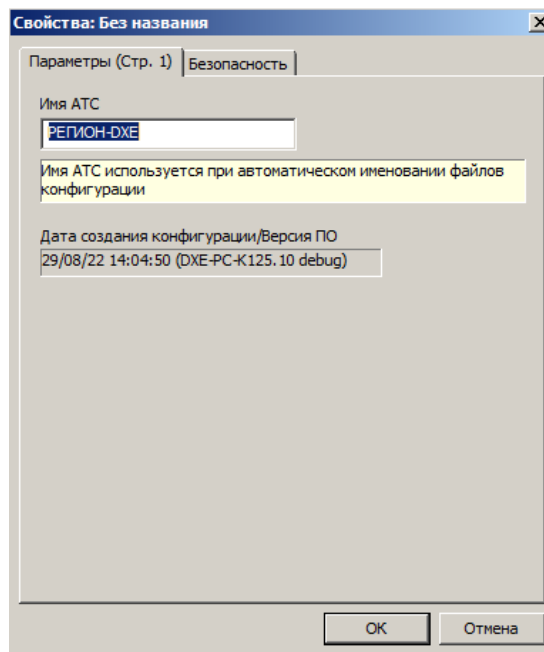 Свойства: Без названия
Параметры (Стр. 1)
Безопасность
Имя АТС
РЕГИОН-DXE
Имя АТС используется при автоматическом именовании файлов
конфигурации
Дата создания конфигурации/Версия ПО
29/08/22 14:04:50 (DXE-PC-K125.10 debug)
ОК
Отмена